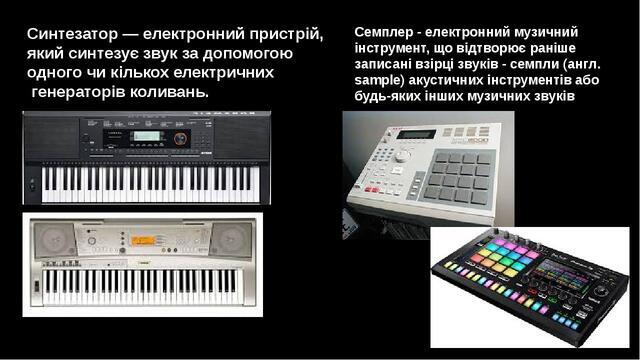 Синтезатор — електронний пристрій,
який синтезує звук за допомогою
одного чи кількох електричних
генераторів коливань.
Семплер - електронний музичний
інструмент, що відтворює раніше
записані взірці звуків - семпли (англ.
sample) акустичних інструментів або
будь-яких інших музичних звуків